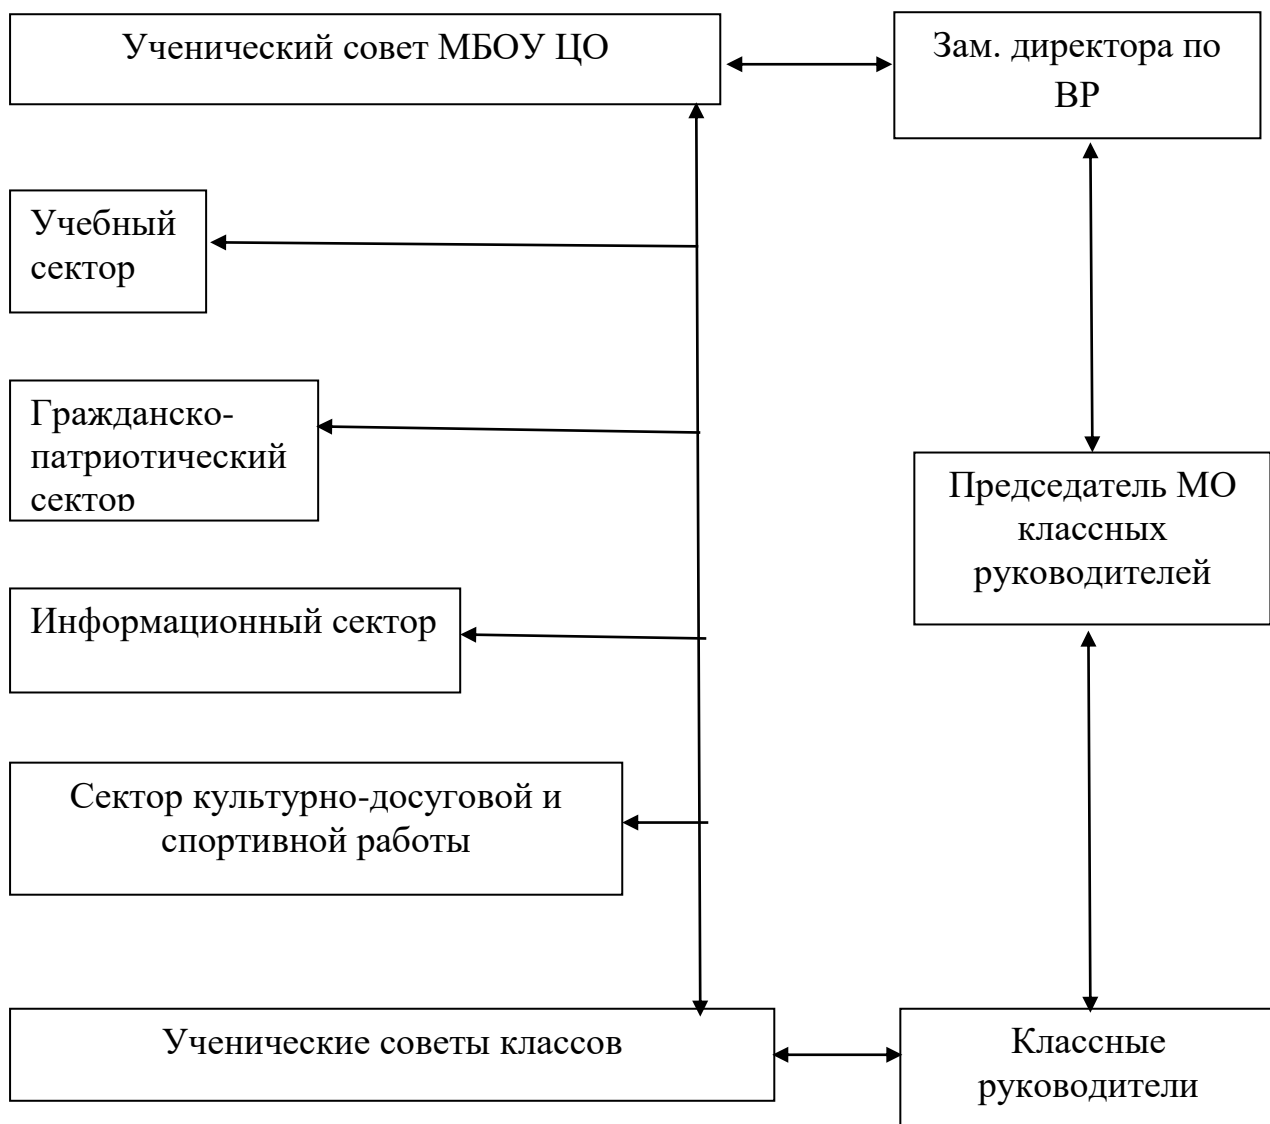 Ученический совет МБОУ ЦО
Зам. директора по
ВР
Учебный
сектор
Гражданско-
патриотический
сектор
Председатель МО
классных
руководителей
Информационный сектор
Сектор культурно-досуговой и
спортивной работы
Ученические советы классов
Классные
руководители